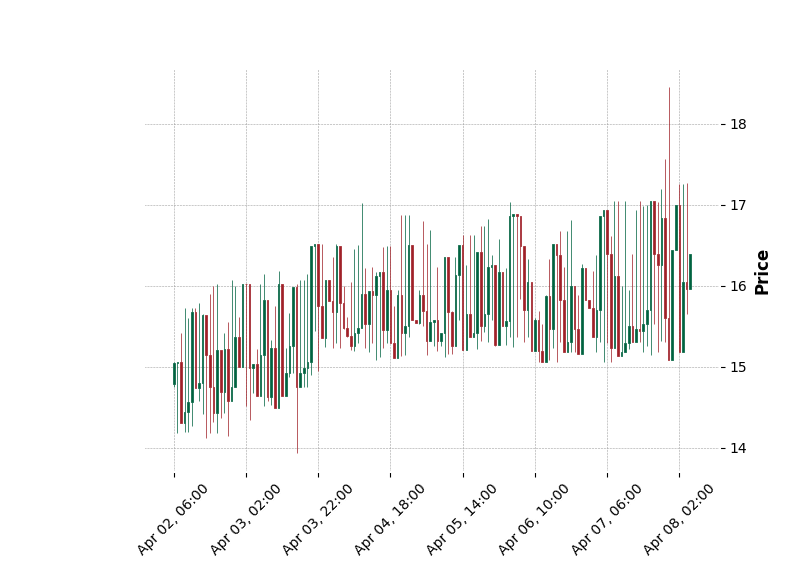 18
17
16
15
14
Price
Apr 02, 06:00
Apr 03, 02:00
Apr 03, 22:00
Apr 04, 18:00
Apr 05, 14:00
Apr 06, 10:00
Apr 07, 06:00
Apr 08, 02:00